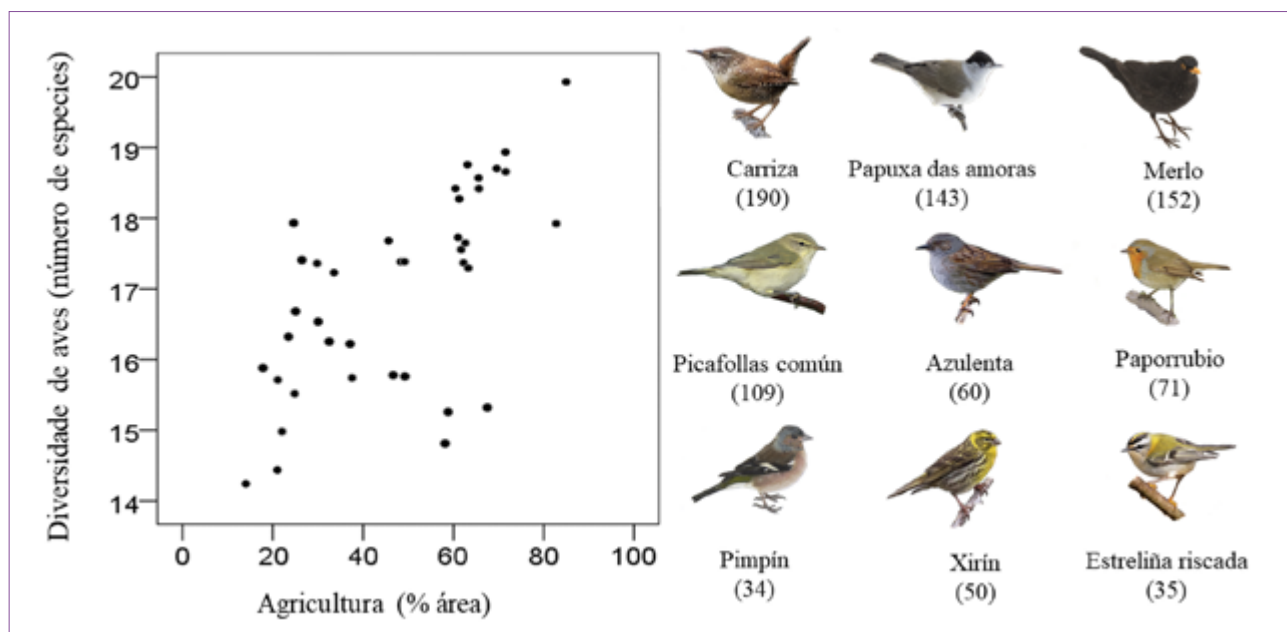 Diversidade de aves (número de especies)
20
19
18
17
16
15
14
0 20 40 60 80 100
Agricultura (% área)
Carriza
(190)
Papuxa das amoras
(143)
Merlo
(152)
Picafollas común
(109)
Azulenta
(60)
Paporrubio
(71)
Pimpín
(34)
Xirín
(50)
Estreliña riscada
(35)